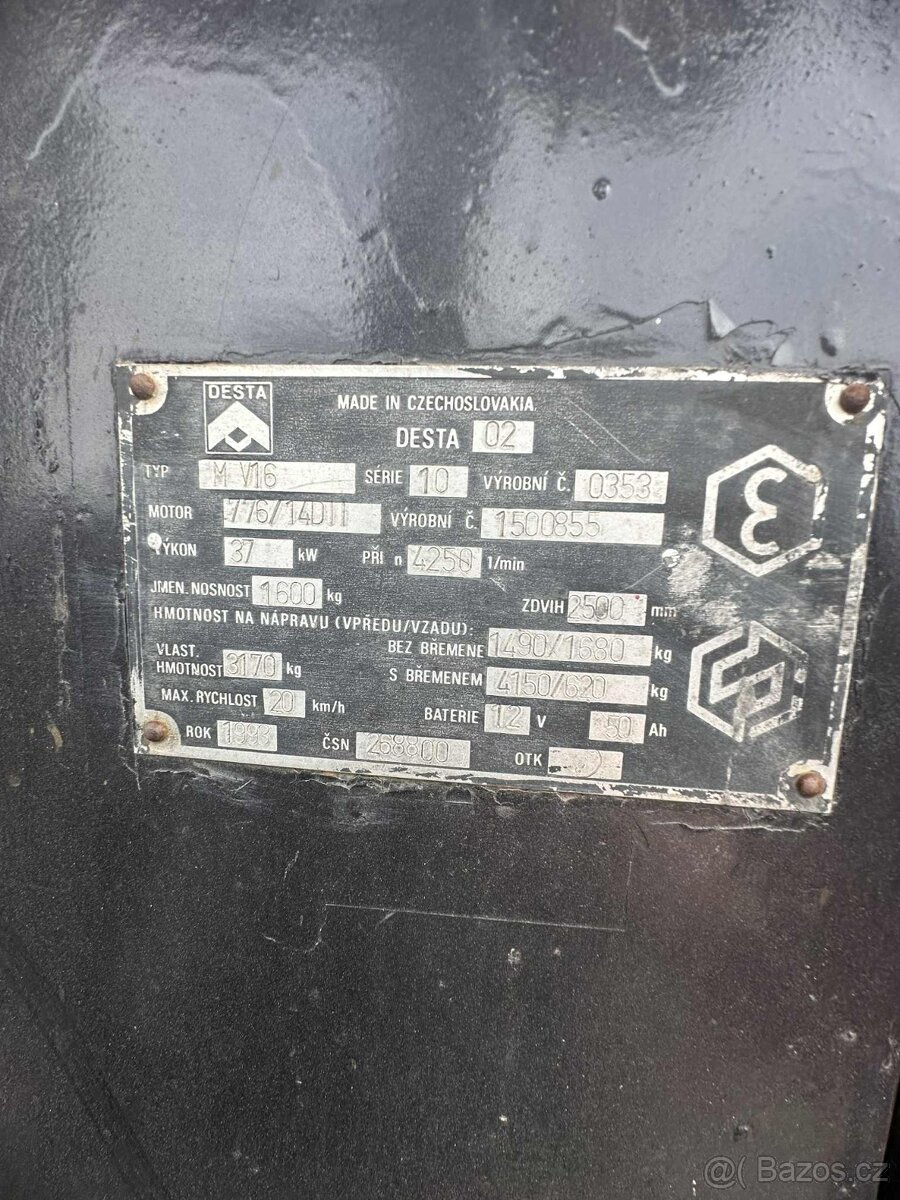 DESTA
MADE IN CZECHOSLOVAKIA
DESTA 02
TYP M V16 SÉRIE 10 VÝROBNÍ Č. 0353
MOTOR 776/14DII VÝROBNÍ Č. 1500855
VÝKON 37 kW PŘI n 4250 1/min
JMEN. NOSNOST 1600 kg ZDVIH 2500 mm
HMOTNOST NA NÁPRAVU (VPŘEDU/VZADU):
BEZ BŘEMENE 1490/1680 kg
VLAST. HMOTNOST 3170 kg S BŘEMENEM 4150/620 kg
MAX. RYCHLOST 20 km/h BATERIE 12 V 150 Ah
ROK 1993 ČSN 268800 OTK
@( Bazoš.cz